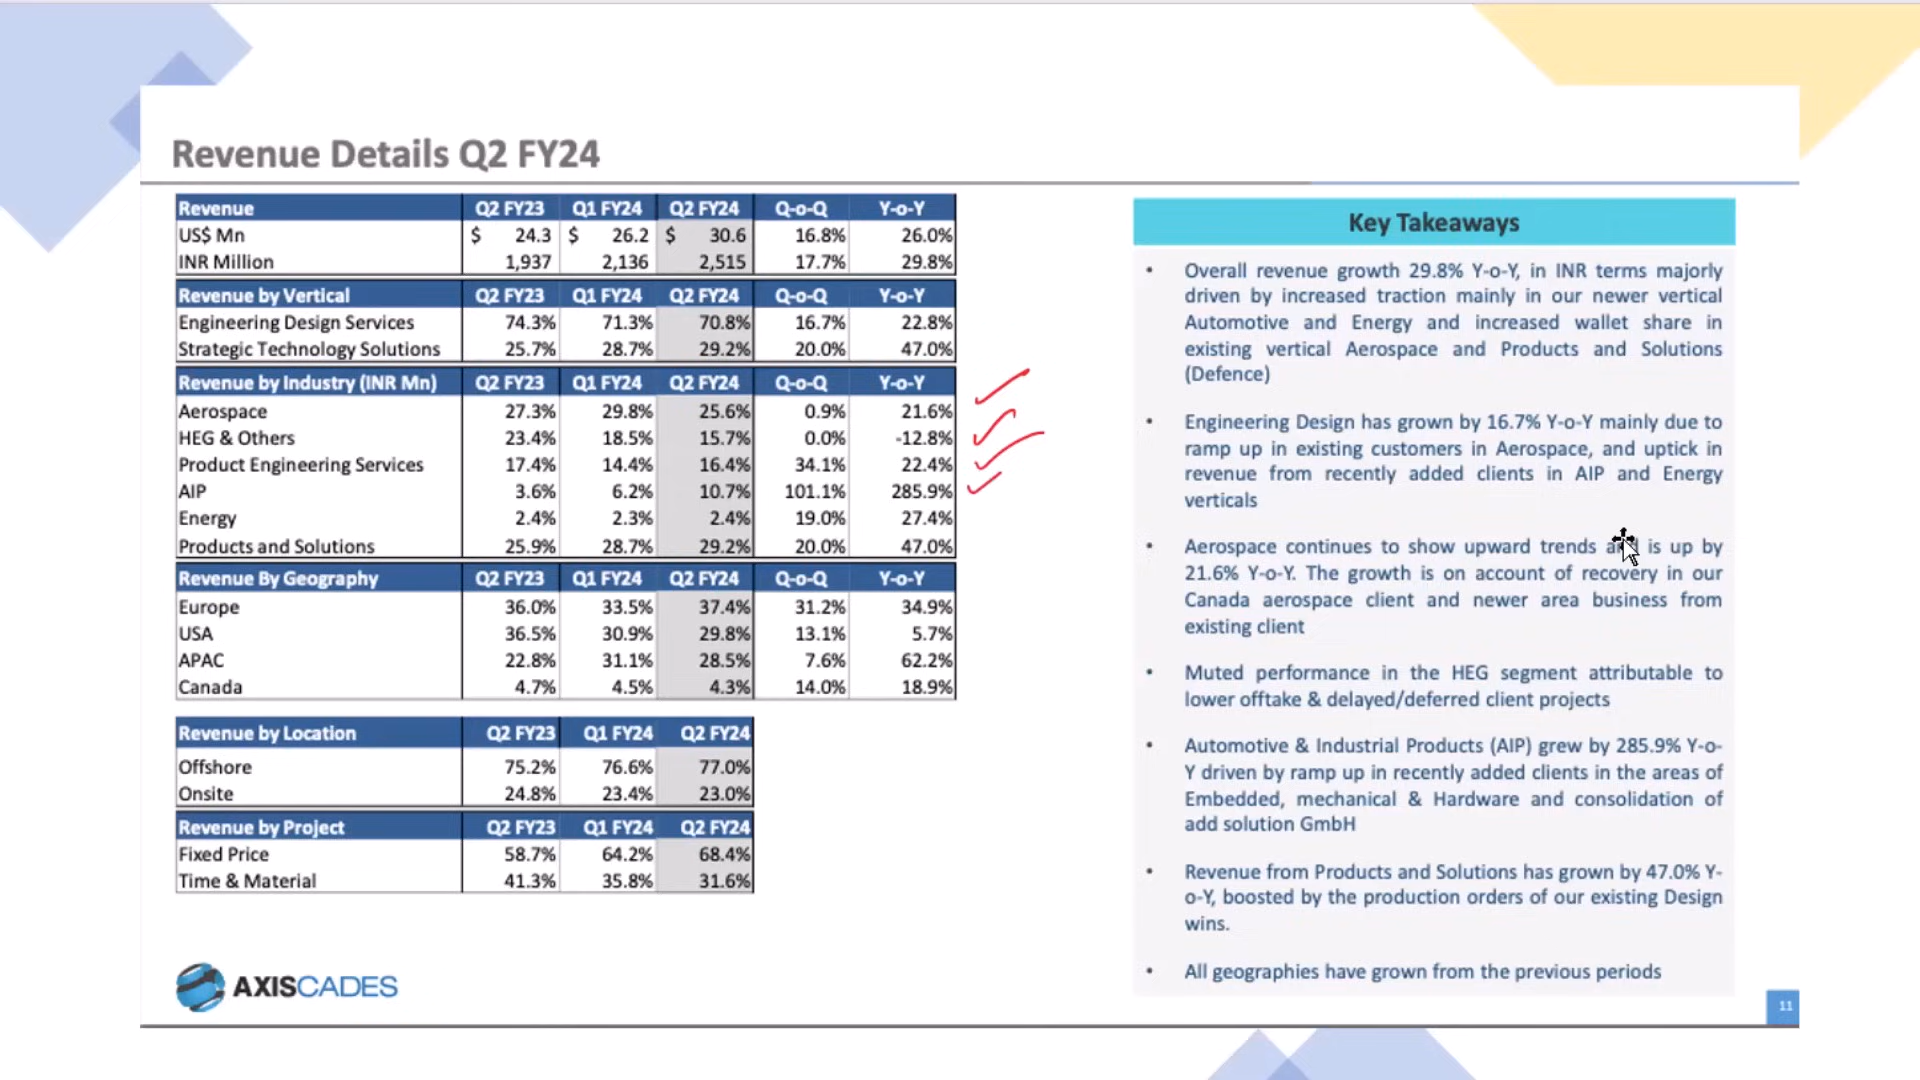 Revenue Details Q2 FY24
Revenue Q2 FY23 Q1 FY24 Q2 FY24 Q-o-Q Y-o-Y
US$ Mn $ 24.3 $ 26.2 $ 30.6 16.8% 26.0%
INR Million 1,937 2,136 2,515 17.7% 29.8%
Revenue by Vertical Q2 FY23 Q1 FY24 Q2 FY24 Q-o-Q Y-o-Y
Engineering Design Services 74.3% 71.3% 70.8% 16.7% 22.8%
Strategic Technology Solutions 25.7% 28.7% 29.2% 20.0% 47.0%
Revenue by Industry (INR Mn) Q2 FY23 Q1 FY24 Q2 FY24 Q-o-Q Y-o-Y
Aerospace 27.3% 29.8% 25.6% 0.9% 21.6%
HEG & Others 23.4% 18.5% 15.7% 0.0% -12.8%
Product Engineering Services 17.4% 14.4% 16.4% 34.1% 22.4%
AIP 3.6% 6.2% 10.7% 101.1% 285.9%
Energy 2.4% 2.3% 2.4% 19.0% 27.4%
Products and Solutions 25.9% 28.7% 29.2% 20.0% 47.0%
Revenue By Geography Q2 FY23 Q1 FY24 Q2 FY24 Q-o-Q Y-o-Y
Europe 36.0% 33.5% 37.4% 31.2% 34.9%
USA 36.5% 30.9% 29.8% 13.1% 5.7%
APAC 22.8% 31.1% 28.5% 7.6% 62.2%
Canada 4.7% 4.5% 4.3% 14.0% 18.9%
Revenue by Location Q2 FY23 Q1 FY24 Q2 FY24
Offshore 75.2% 76.6% 77.0%
Onsite 24.8% 23.4% 23.0%
Revenue by Project Q2 FY23 Q1 FY24 Q2 FY24
Fixed Price 58.7% 64.2% 68.4%
Time & Material 41.3% 35.8% 31.6%
AXISCADES
Key Takeaways
• Overall revenue growth 29.8% Y-o-Y, in INR terms majorly
driven by increased traction mainly in our newer vertical
Automotive and Energy and increased wallet share in
existing vertical Aerospace and Products and Solutions
(Defence)
• Engineering Design has grown by 16.7% Y-o-Y mainly due to
ramp up in existing customers in Aerospace, and uptick in
revenue from recently added clients in AIP and Energy
verticals
• Aerospace continues to show upward trends and is up by
21.6% Y-o-Y. The growth is on account of recovery in our
Canada aerospace client and newer area business from
existing client
• Muted performance in the HEG segment attributable to
lower offtake & delayed/deferred client projects
• Automotive & Industrial Products (AIP) grew by 285.9% Y-o-
Y driven by ramp up in recently added clients in the areas of
Embedded, mechanical & Hardware and consolidation of
add solution GmbH
• Revenue from Products and Solutions has grown by 47.0% Y-
o-Y, boosted by the production orders of our existing Design
wins.
• All geographies have grown from the previous periods
11